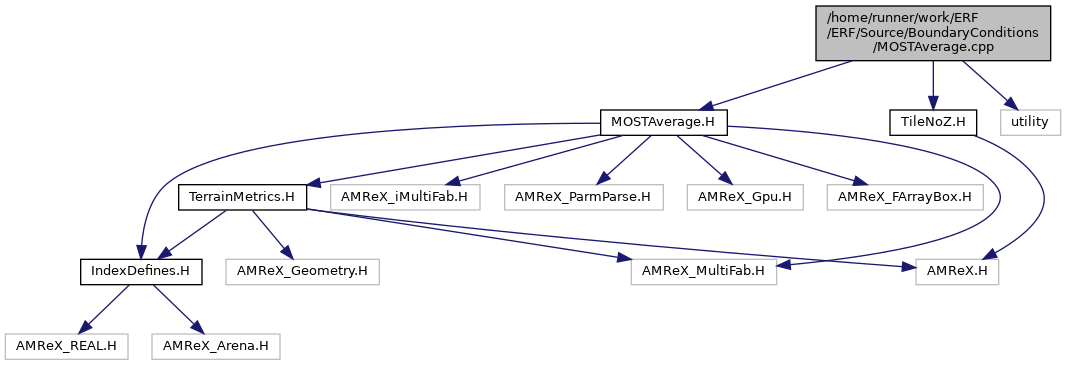 /home/runner/work/ERF
/ERF/Source/BoundaryConditions
/MOSTAverage.cpp
MOSTAverage.H
TileNoZ.H
utility
TerrainMetrics.H
AMReX_iMultiFab.H
AMReX_ParmParse.H
AMReX_Gpu.H
AMReX_FArrayBox.H
IndexDefines.H
AMReX_Geometry.H
AMReX_MultiFab.H
AMReX.H
AMReX_REAL.H
AMReX_Arena.H